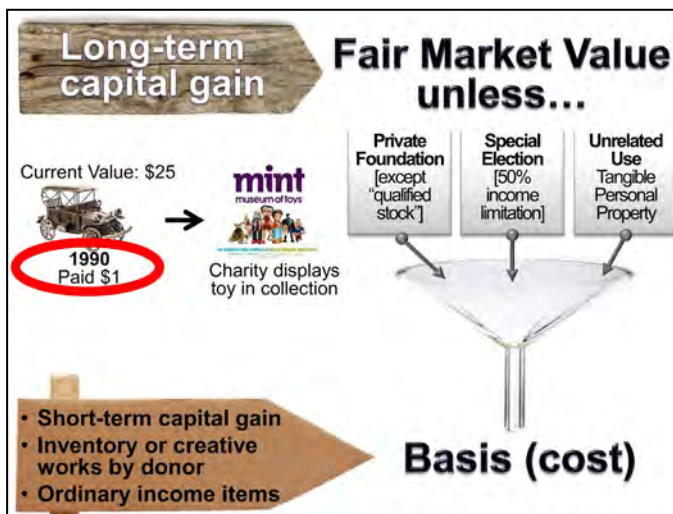 Long-term
capital gain
Fair Market Value
unless...
Private
Foundation
[except
"qualified
stock"]
Special
Election
[50%
income
limitation]
Unrelated
Use
Tangible
Personal
Property
Current Value: $25
1990
Paid $1
mint
museum of toys
Charity displays
toy in collection
• Short-term capital gain
• Inventory or creative
works by donor
• Ordinary income items
Basis (cost)